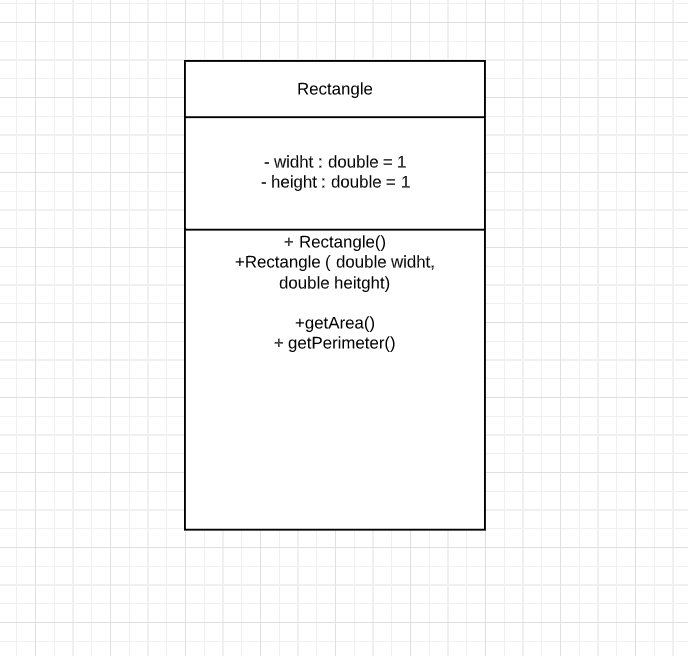 Rectangle
- widht : double = 1
- height : double = 1
+ Rectangle()
+Rectangle ( double widht,
double heitght)
+getArea()
+ getPerimeter()